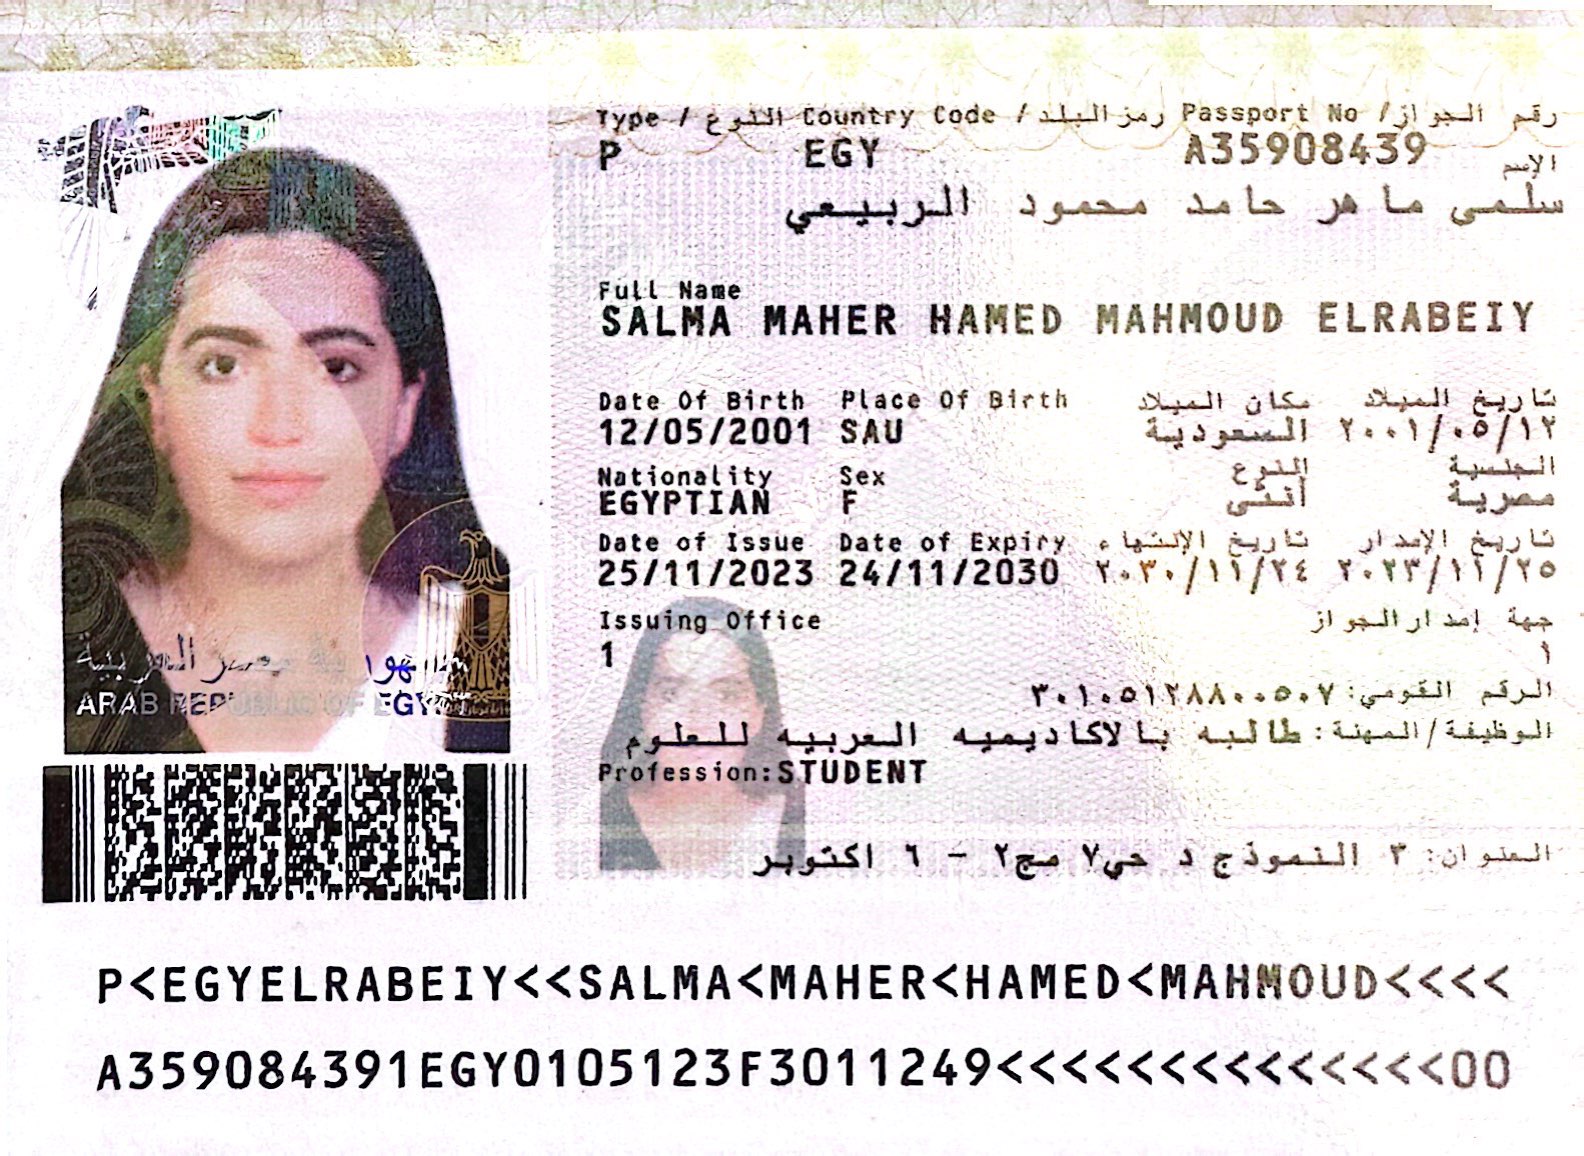 Type / النوع Country Code / رمز البلد Passport No / رقم الجواز
P EGY A35908439
الإسم
سلمى ماهر حامد محمود الربيعي
Full Name
SALMA MAHER HAMED MAHMOUD ELRABEIY
Date Of Birth Place Of Birth مكان الميلاد تاريخ الميلاد
12/05/2001 SAU السعودية ٢٠٠١/٠٥/١٢
Nationality Sex النوع الجنسية
EGYPTIAN F أنثى مصرية
Date of Issue Date of Expiry تاريخ الإنتهاء تاريخ الإصدار
25/11/2023 24/11/2030 ٢٠٣٠/١١/٢٤ ٢٠٢٣/١١/٢٥
Issuing Office جهة إصدار الجواز
1 ١
الرقم القومي: ٣٠١٠٥١٢٨٨٠٠٥٠٧
الوظيفة/المهنة: طالبه بالاكاديميه العربيه للعلوم
Profession: STUDENT
العنوان: ٣ النموذج د حي٧ مج٢ - ٦ اكتوبر
جمهورية مصر العربية
ARAB REPUBLIC OF EGYPT
P<EGYELRABEIY<<SALMA<MAHER<HAMED<MAHMOUD<<<<
A359084391EGY0105123F3011249<<<<<<<<<<<<<<00